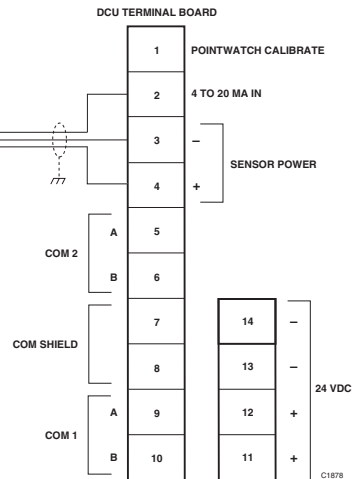 DCU TERMINAL BOARD
1 POINTWATCH CALIBRATE
2 4 TO 20 MA IN
3 –
SENSOR POWER
4 +
A 5
COM 2
B 6
7 14 –
COM SHIELD
8 13 –
24 VDC
A 9 12 +
COM 1
B 10 11 +
C1878